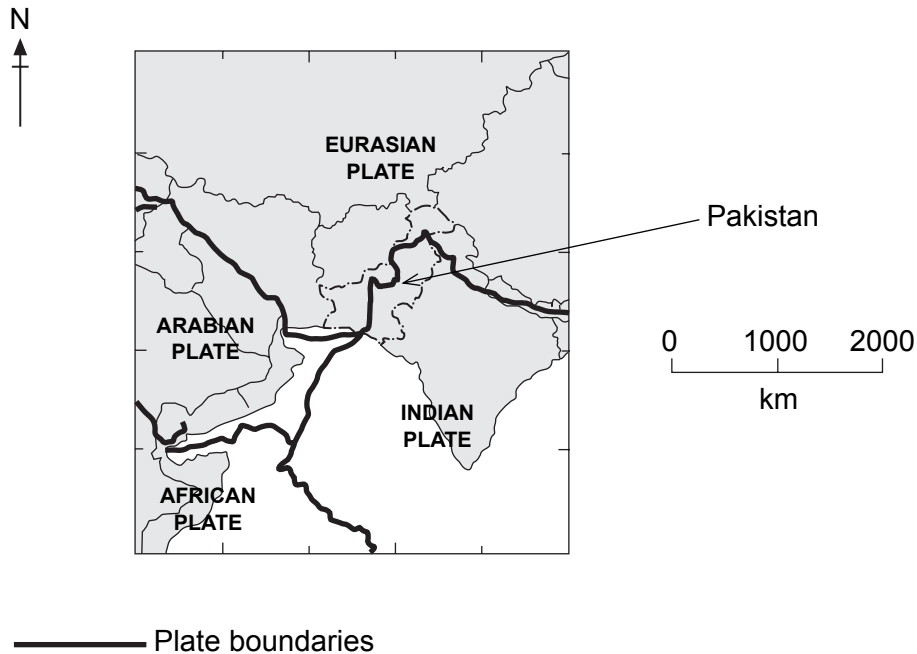 N
EURASIAN
PLATE
Pakistan
ARABIAN
PLATE
0 1000 2000
km
INDIAN
PLATE
AFRICAN
PLATE
Plate boundaries